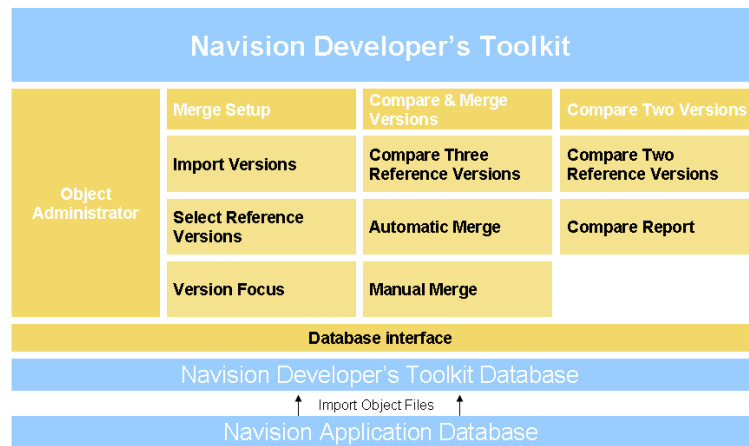 Navision Developer's Toolkit
Object
Administrator
Merge Setup
Compare & Merge
Versions
Compare Two Versions
Import Versions
Compare Three
Reference Versions
Compare Two
Reference Versions
Select Reference
Versions
Automatic Merge
Compare Report
Version Focus
Manual Merge
Database interface
Navision Developer's Toolkit Database
Import Object Files
Navision Application Database